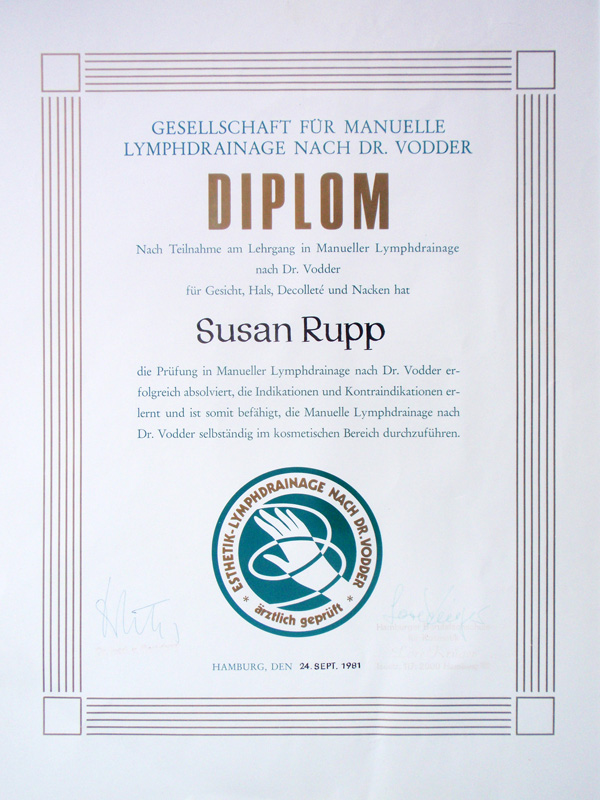 GESELLSCHAFT FÜR MANUELLE
LYMPHDRAINAGE NACH DR. VODDER
DIPLOM
Nach Teilnahme am Lehrgang in Manueller Lymphdrainage
nach Dr. Vodder
für Gesicht, Hals, Decolleté und Nacken hat
Susan Rupp
die Prüfung in Manueller Lymphdrainage nach Dr. Vodder er-
folgreich absolviert, die Indikationen und Kontraindikationen er-
lernt und ist somit befähigt, die Manuelle Lymphdrainage nach
Dr. Vodder selbständig im kosmetischen Bereich durchzuführen.
ESTHETIK-LYMPHDRAINAGE NACH DR. VODDER
* ärztlich geprüft *
HAMBURG, DEN 24. SEPT. 1981